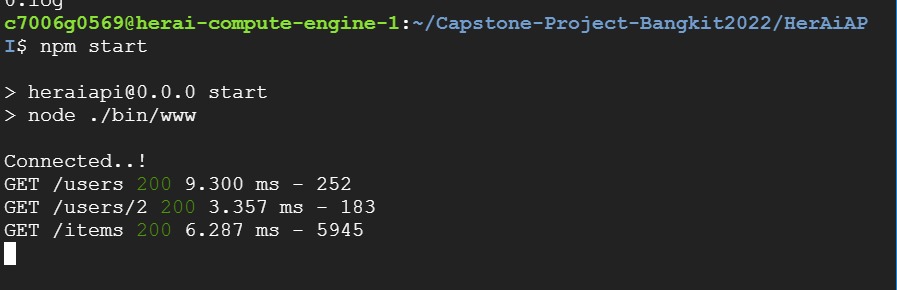 0.log
c7006g0569@herai-compute-engine-1:~/Capstone-Project-Bangkit2022/HerAiAP
I$ npm start
> heraiapi@0.0.0 start
> node ./bin/www
Connected..!
GET /users 200 9.300 ms - 252
GET /users/2 200 3.357 ms - 183
GET /items 200 6.287 ms - 5945